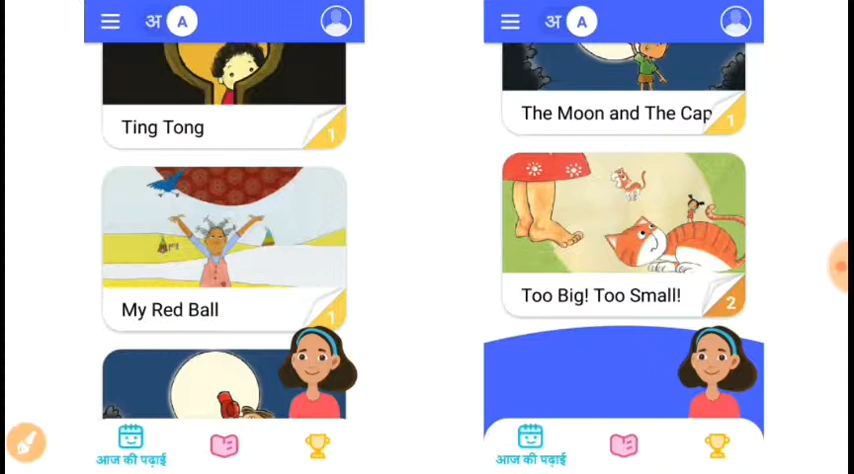 अ A
Ting Tong
1
My Red Ball
1
आज की पढ़ाई
अ A
The Moon and The Cap
1
Too Big! Too Small!
2
आज की पढ़ाई